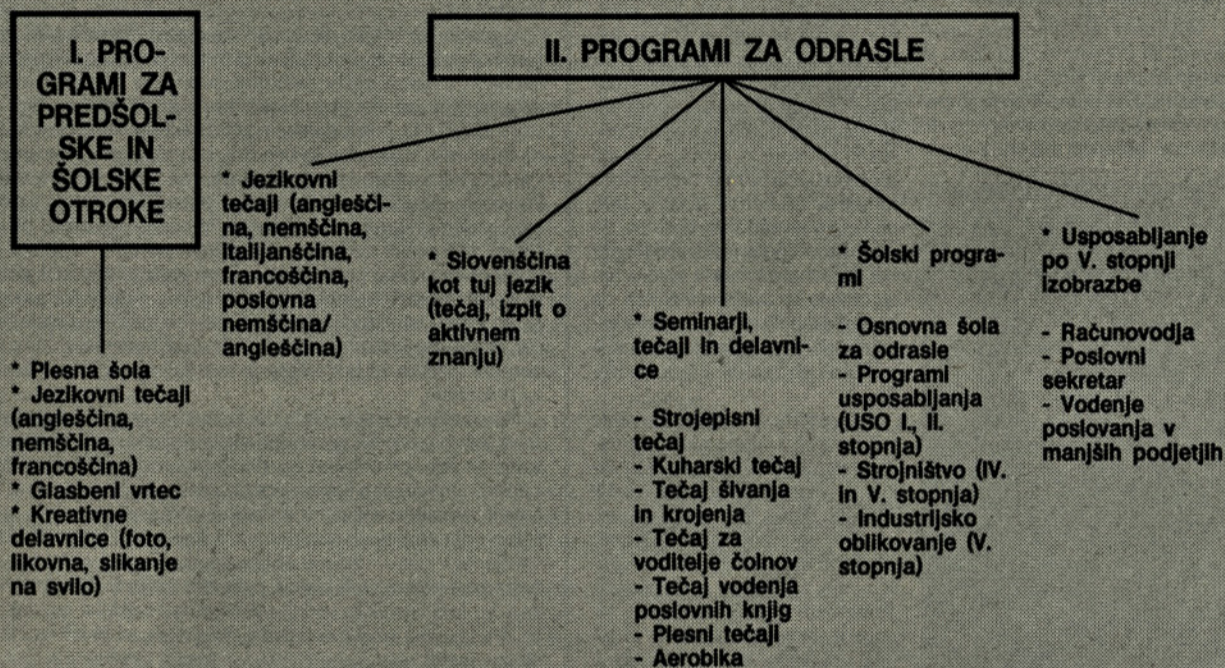 I. PRO-
GRAMI ZA
PREDŠOL-
SKE IN
ŠOLSKE
OTROKE
* Plesna šola
* Jezikovni tečaji
(angleščina,
nemščina,
francoščina)
* Glasbeni vrtec
* Kreativne
delavnice (foto,
likovna, slikanje
na svilo)
II. PROGRAMI ZA ODRASLE
* Jezikovni
tečaji (anglešči-
na, nemščina,
italijanščina,
francoščina,
poslovna
nemščina/
angleščina)
* Slovenščina
kot tuj jezik
(tečaj, izpit o
aktivnem
znanju)
* Seminarji,
tečaji in delavni-
ce
- Strojepisni
tečaj
- Kuharski tečaj
- Tečaj šivanja
in krojenja
- Tečaj za
voditelje čolnov
- Tečaj vodenja
poslovnih knjig
- Plesni tečaji
- Aerobika
* Šolski progra-
mi
- Osnovna šola
za odrasle
- Programi
usposabljanja
(USO I., II.
stopnja)
- Strojništvo (IV.
in V. stopnja)
- Industrijsko
oblikovanje (V.
stopnja)
* Usposabljanje
po V. stopnji
izobrazbe
- Računovodja
- Poslovni
sekretar
- Vodenje
poslovanja v
manjših podjetjih